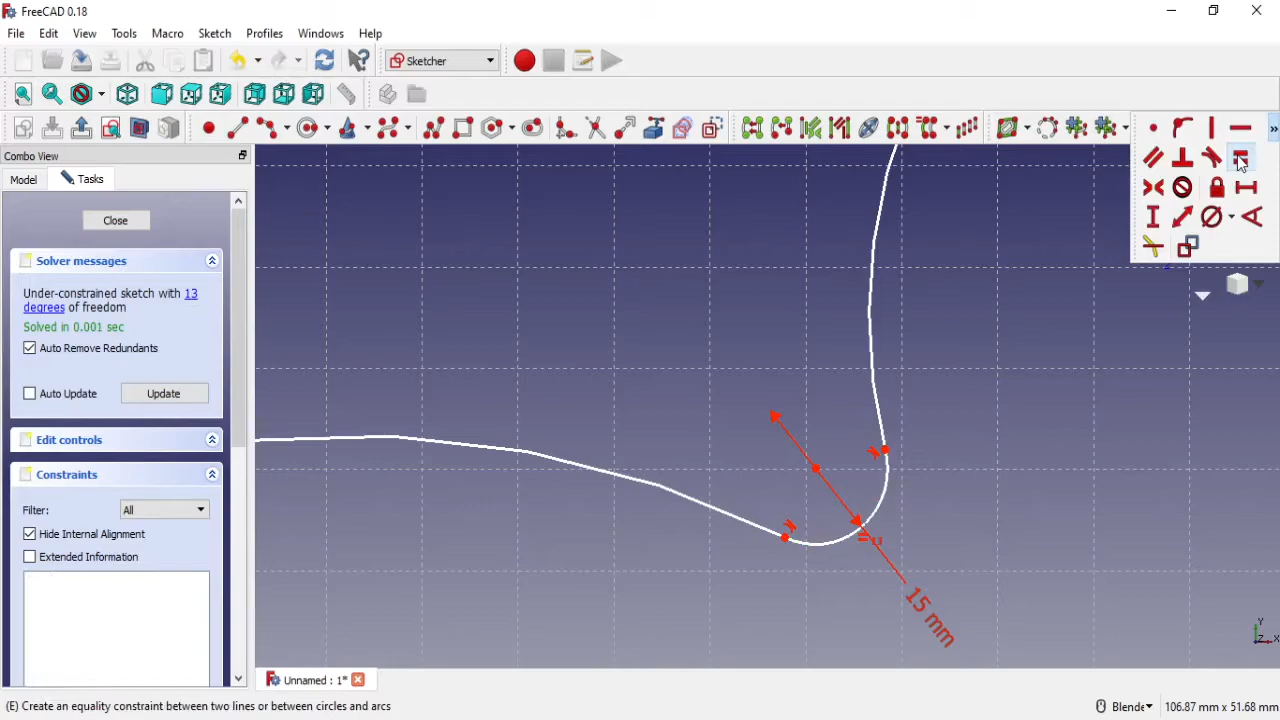 FreeCAD 0.18
File Edit View Tools Macro Sketch Profiles Windows Help
Sketcher
Combo View
Model Tasks
Close
Solver messages
Under-constrained sketch with 13
degrees of freedom
Solved in 0.001 sec
Auto Remove Redundants
Auto Update Update
Edit controls
Constraints
Filter: All
Hide Internal Alignment
Extended Information
15 mm
Y
Z X
Unnamed : 1*
(E) Create an equality constraint between two lines or between circles and arcs
Blende 106.87 mm x 51.68 mm